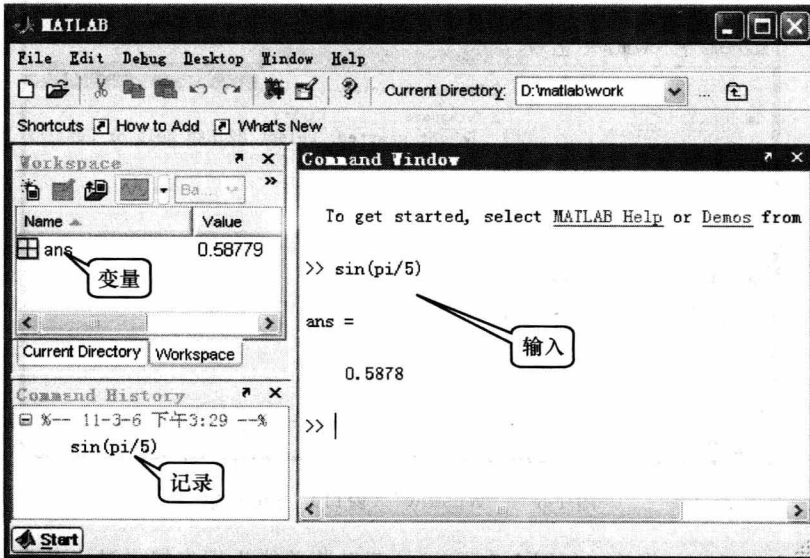 MATLAB
File Edit Debug Desktop Window Help
Current Directory: D:\matlab\work ...
Shortcuts How to Add What's New
Workspace
Ba...
Name Value
ans 0.58779
变量
Current Directory Workspace
Command History
%-- 11-3-6 下午3:29 --%
sin(pi/5)
记录
Command Window
To get started, select MATLAB Help or Demos from
>> sin(pi/5)
ans =
输入
0.5878
>>
Start